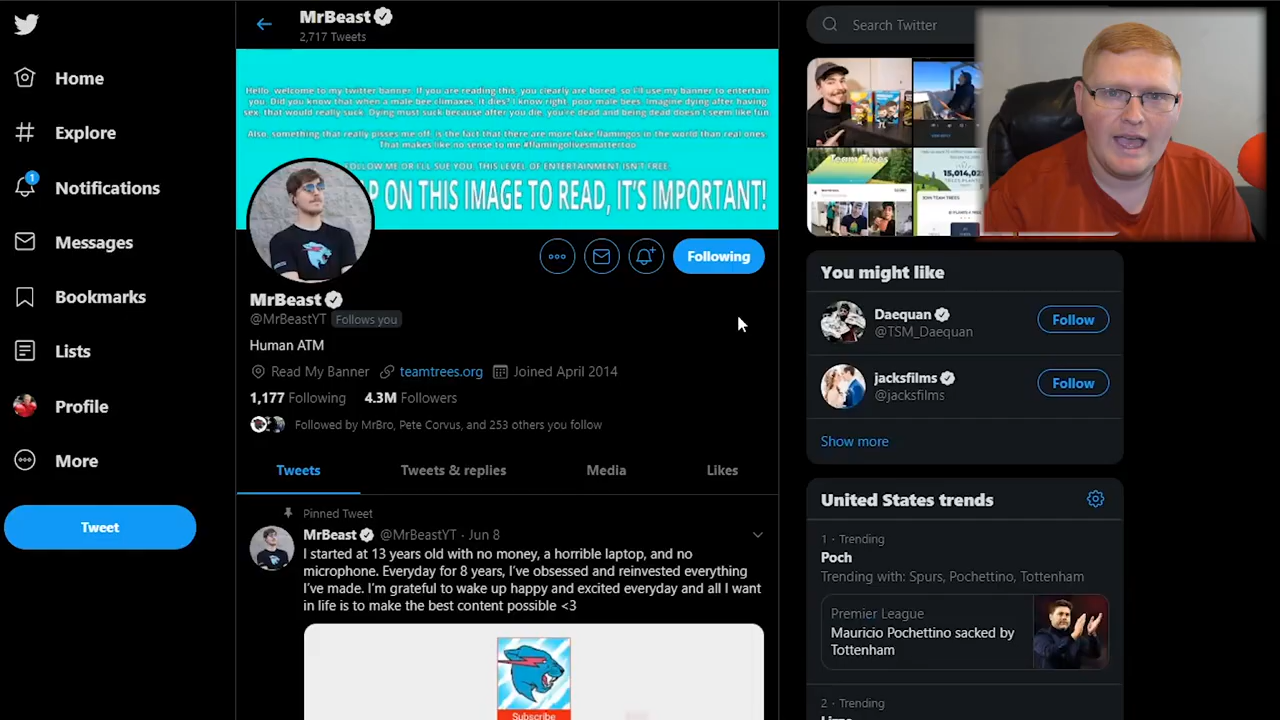 MrBeast
2,717 Tweets
Search Twitter
Home
Explore
1
Notifications
Messages
Bookmarks
Lists
Profile
More
Tweet
Hello, welcome to my twitter banner. If you are reading this, you clearly are bored, so i'll use my banner to entertain
you. Did you know that when a male bee climaxes, it dies? I know right, poor male bees. Imagine dying after having
sex, that would really suck. Dying must suck because after you die, you're dead and being dead doesn't seem like fun
Also, something that really pisses me off, is the fact that there are more fake flamingos in the world than real ones.
That makes like no sense to me #flamingolivesmattertoo
FOLLOW ME OR I'LL SUE YOU. THIS LEVEL OF ENTERTAINMENT ISN'T FREE.
P ON THIS IMAGE TO READ, IT'S IMPORTANT!
Following
MrBeast
@MrBeastYT Follows you
Human ATM
Read My Banner teamtrees.org Joined April 2014
1,177 Following 4.3M Followers
Followed by MrBro, Pete Corvus, and 253 others you follow
Tweets Tweets & replies Media Likes
Pinned Tweet
MrBeast @MrBeastYT · Jun 8
I started at 13 years old with no money, a horrible laptop, and no
microphone. Everyday for 8 years, I've obsessed and reinvested everything
I've made. I'm grateful to wake up happy and excited everyday and all I want
in life is to make the best content possible <3
Subscribe
Team Trees
15,014,02
You might like
Daequan
@TSM_Daequan
Follow
jacksfilms
@jacksfilms
Follow
Show more
United States trends
1 · Trending
Poch
Trending with: Spurs, Pochettino, Tottenham
Premier League
Mauricio Pochettino sacked by
Tottenham
2 · Trending